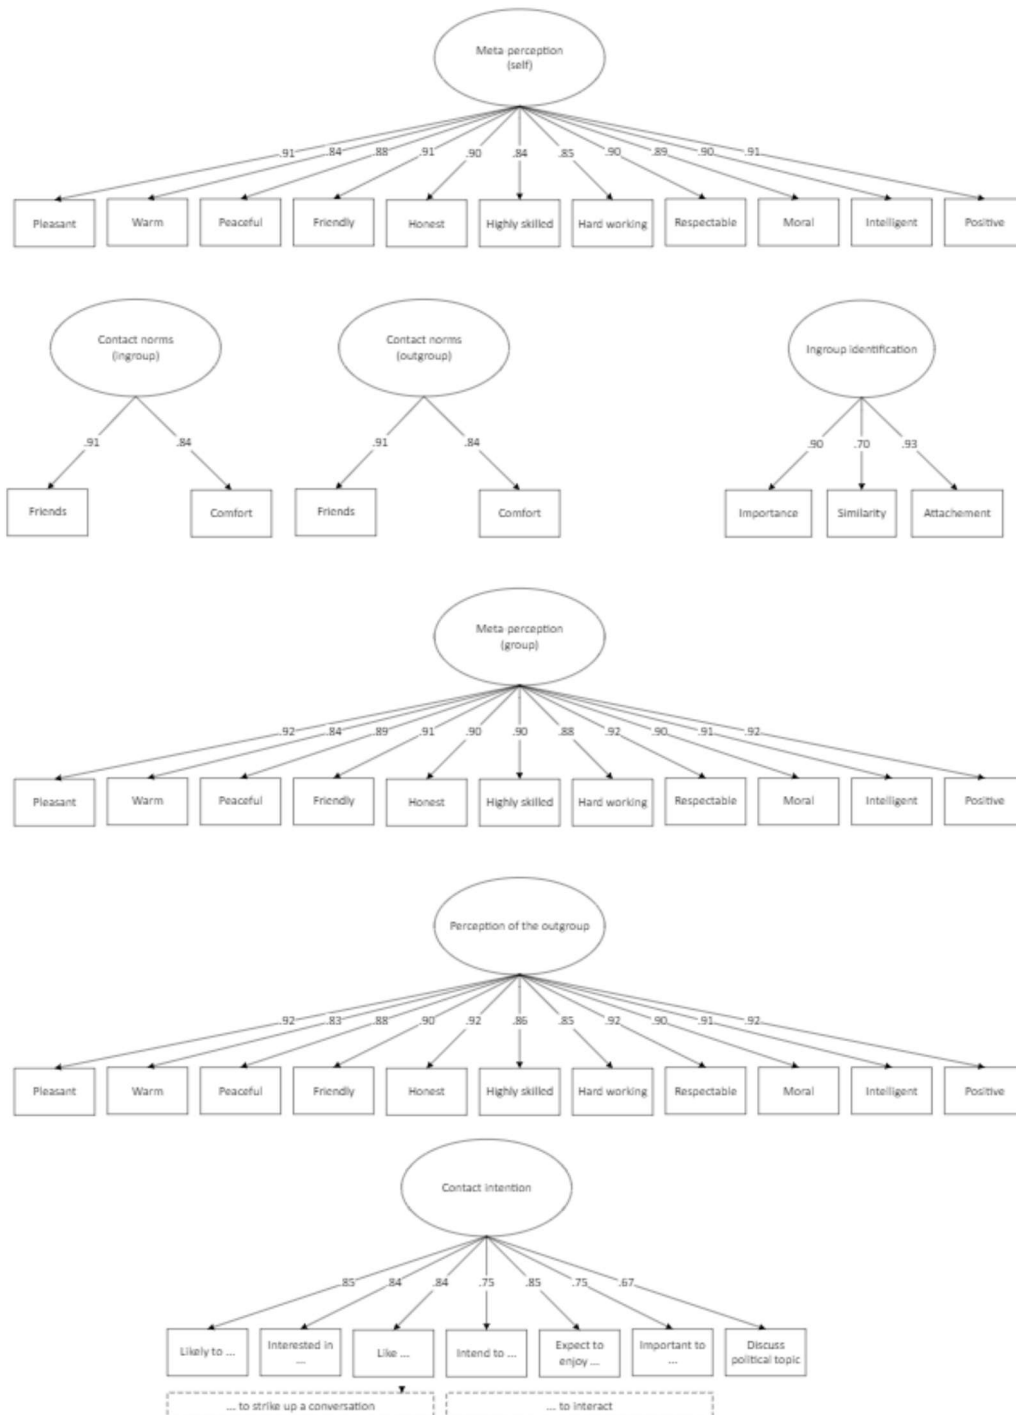 Meta perception
(self)
.91 .84 .88 .91 .90 .84 .85 .90 .89 .90 .91
Pleasant Warm Peaceful Friendly Honest Highly skilled Hard working Respectable Moral Intelligent Positive
Contact norms
(ingroup)
Contact norms
(outgroup)
Ingroup identification
.91 .84 .91 .84 .90 .70 .93
Friends Comfort Friends Comfort Importance Similarity Attachement
Meta perception
(group)
.92 .84 .89 .91 .90 .90 .88 .92 .90 .91 .92
Pleasant Warm Peaceful Friendly Honest Highly skilled Hard working Respectable Moral Intelligent Positive
Perception of the outgroup
.92 .83 .88 .90 .92 .86 .85 .92 .90 .91 .92
Pleasant Warm Peaceful Friendly Honest Highly skilled Hard working Respectable Moral Intelligent Positive
Contact intention
.85 .84 .84 .75 .85 .75 .67
Likely to ...
Interested in
...
Like ...
Intend to ...
Expect to
enjoy ...
Important to
...
Discuss
political topic
... to strike up a conversation
... to interact